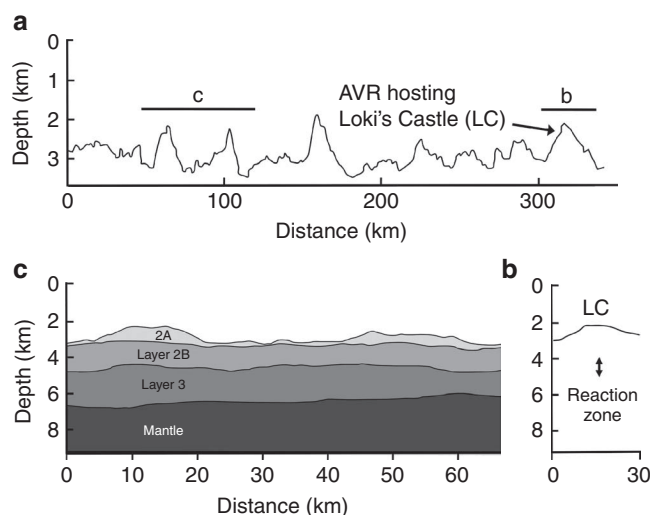 a
0
1
2
3
Depth (km)
c
AVR hosting
Loki's Castle (LC)
b
0
100
200
300
Distance (km)
c
0
2
4
6
8
Depth (km)
2A
Layer 2B
Layer 3
Mantle
0
10
20
30
40
50
60
Distance (km)
b
0
2
4
6
8
LC
Reaction
zone
0
30